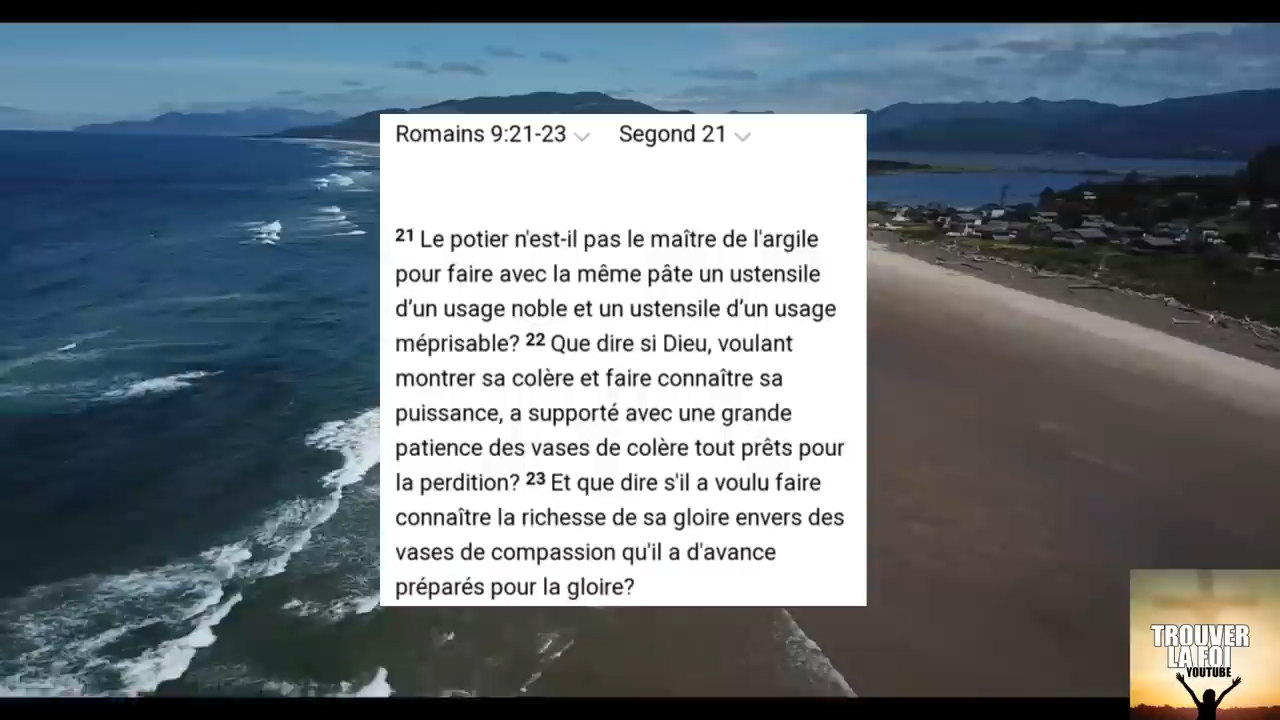 Romains 9:21-23 Segond 21
21 Le potier n'est-il pas le maître de l'argile
pour faire avec la même pâte un ustensile
d’un usage noble et un ustensile d’un usage
méprisable? 22 Que dire si Dieu, voulant
montrer sa colère et faire connaître sa
puissance, a supporté avec une grande
patience des vases de colère tout prêts pour
la perdition? 23 Et que dire s'il a voulu faire
connaître la richesse de sa gloire envers des
vases de compassion qu'il a d'avance
préparés pour la gloire?
TROUVER
LA FOI
YOUTUBE